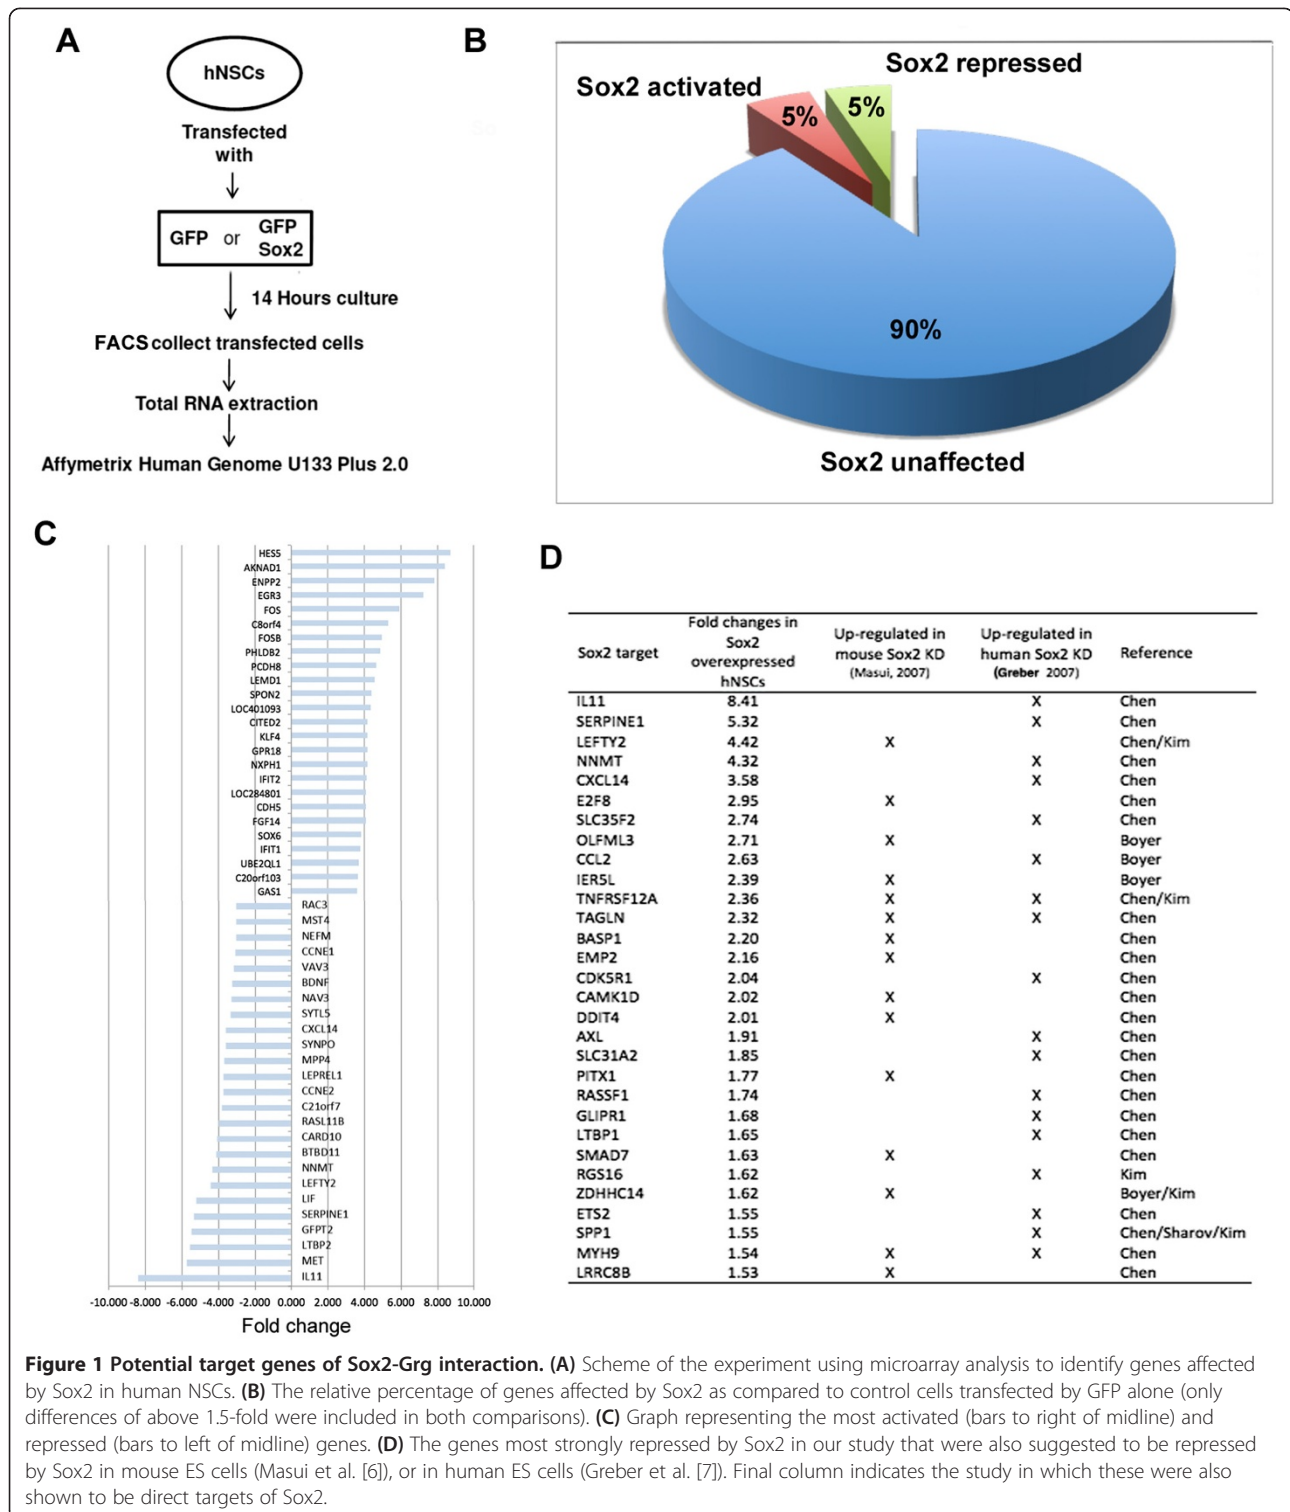 A
hNSCs
Transfected
with
GFP or GFP
Sox2
14 Hours culture
FACS collect transfected cells
Total RNA extraction
Affymetrix Human Genome U133 Plus 2.0
B
Sox2 activated
Sox2 repressed
5%
5%
90%
Sox2 unaffected
C
HES5
AKNAD1
ENPP2
EGR3
FOS
C8orf4
FOSB
PHLDB2
PCDH8
LEMD1
SPON2
LOC401093
CITED2
KLF4
GPR18
NXPH1
IFIT2
LOC284801
CDH5
FGF14
SOX6
IFIT1
UBE2QL1
C20orf103
GAS1
RAC3
MST4
NEFM
CCNE1
VAV3
BDNF
NAV3
SYTL5
CXCL14
SYNPO
MPP4
LEPREL1
CCNE2
C21orf7
RASL11B
CARD10
BTBD11
NNMT
LEFTY2
LIF
SERPINE1
GFPT2
LTBP2
MET
IL11
-10.000 -8.000 -6.000 -4.000 -2.000 0.000 2.000 4.000 6.000 8.000 10.000
Fold change
D
Sox2 target Fold changes in Sox2 overexpressed hNSCs Up-regulated in mouse Sox2 KD (Masui, 2007) Up-regulated in human Sox2 KD (Greber 2007) Reference
IL11 8.41 X Chen
SERPINE1 5.32 X Chen
LEFTY2 4.42 X Chen/Kim
NNMT 4.32 X Chen
CXCL14 3.58 X Chen
E2F8 2.95 X Chen
SLC35F2 2.74 X Chen
OLFML3 2.71 X Boyer
CCL2 2.63 X Boyer
IER5L 2.39 X Boyer
TNFRSF12A 2.36 X X Chen/Kim
TAGLN 2.32 X X Chen
BASP1 2.20 X Chen
EMP2 2.16 X Chen
CDK5R1 2.04 X Chen
CAMK1D 2.02 X Chen
DDIT4 2.01 X Chen
AXL 1.91 X Chen
SLC31A2 1.85 X Chen
PITX1 1.77 X Chen
RASSF1 1.74 X Chen
GLIPR1 1.68 X Chen
LTBP1 1.65 X Chen
SMAD7 1.63 X Chen
RGS16 1.62 X Kim
ZDHHC14 1.62 X Boyer/Kim
ETS2 1.55 X Chen
SPP1 1.55 X Chen/Sharov/Kim
MYH9 1.54 X X Chen
LRRC8B 1.53 X Chen
Figure 1 Potential target genes of Sox2-Grg interaction. (A) Scheme of the experiment using microarray analysis to identify genes affected
by Sox2 in human NSCs. (B) The relative percentage of genes affected by Sox2 as compared to control cells transfected by GFP alone (only
differences of above 1.5-fold were included in both comparisons). (C) Graph representing the most activated (bars to right of midline) and
repressed (bars to left of midline) genes. (D) The genes most strongly repressed by Sox2 in our study that were also suggested to be repressed
by Sox2 in mouse ES cells (Masui et al. [6]), or in human ES cells (Greber et al. [7]). Final column indicates the study in which these were also
shown to be direct targets of Sox2.